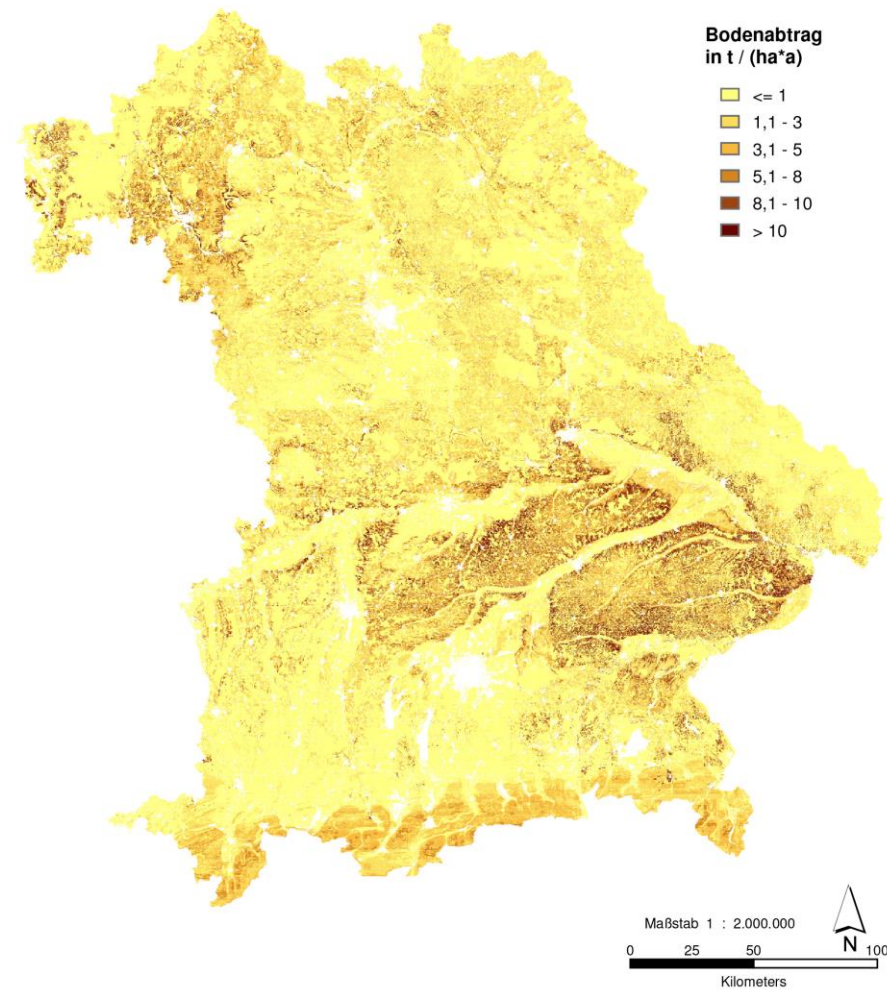 Bodenabtrag
in t / (ha*a)
<= 1
1,1 - 3
3,1 - 5
5,1 - 8
8,1 - 10
> 10
Maßstab 1 : 2.000.000
N
0 25 50 100
Kilometers